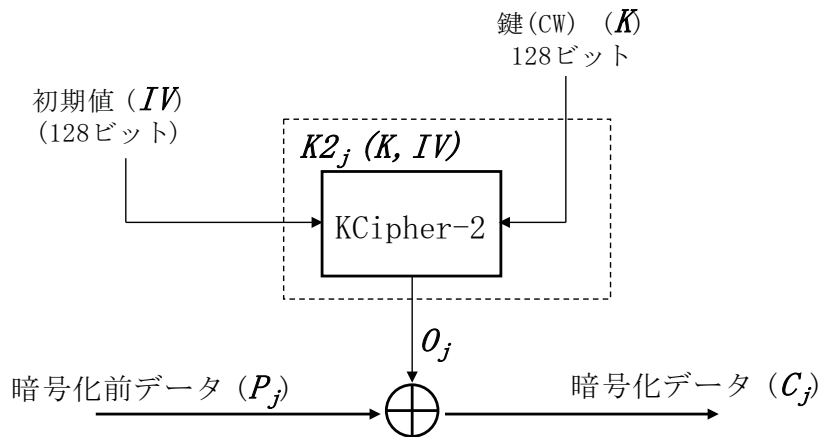 鍵(CW) (K)
128ビット
初期値(IV)
(128ビット)
K2j (K, IV)
KCipher-2
Oj
暗号化前データ(Pj)
暗号化データ(Cj)